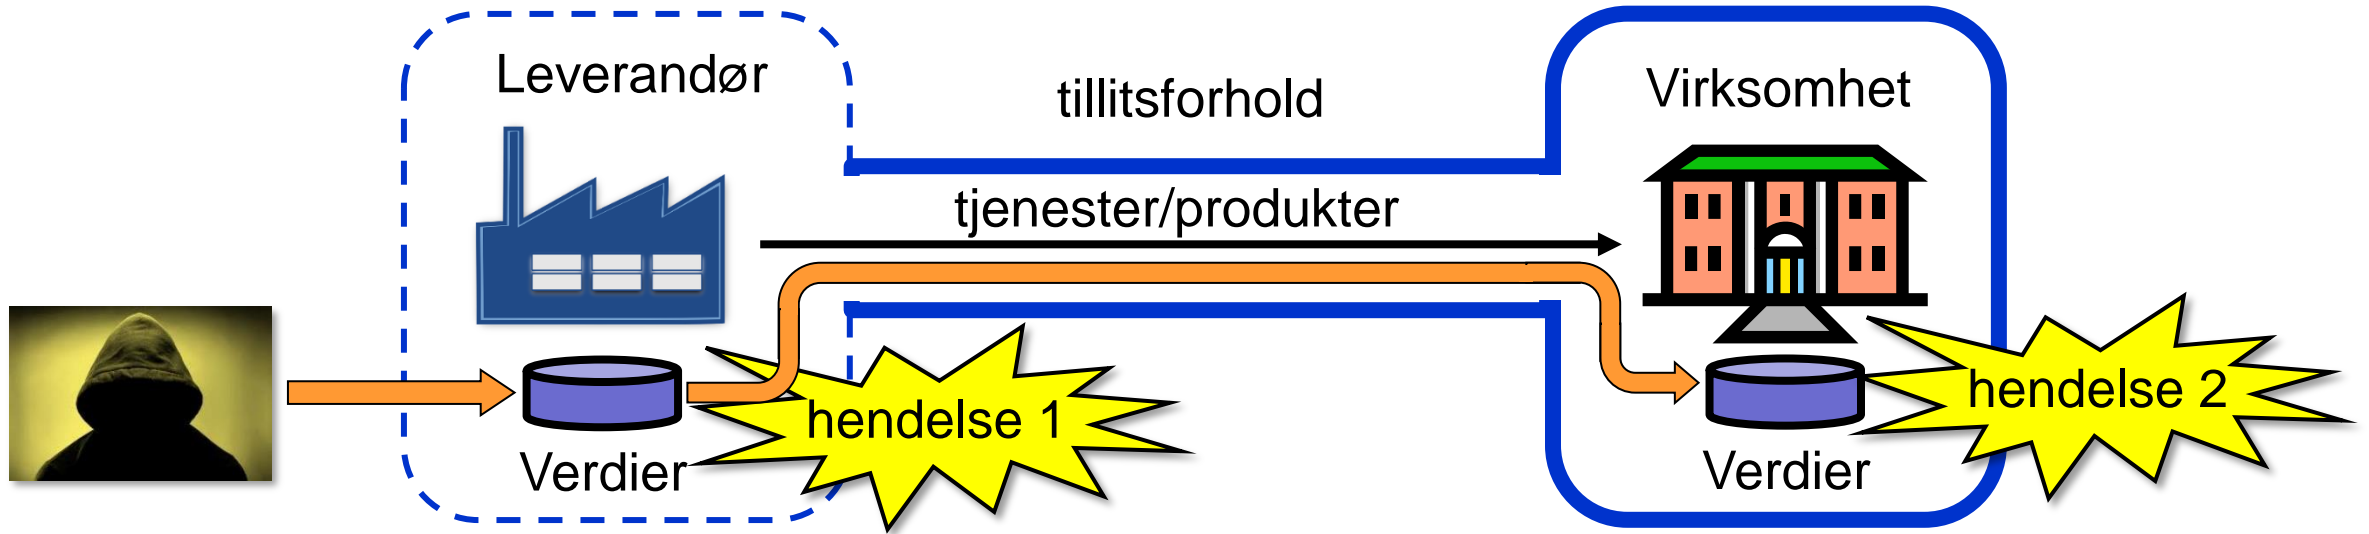 Leverandør
tillitsforhold
Virksomhet
tjenester/produkter
hendelse 1
hendelse 2
Verdier
Verdier